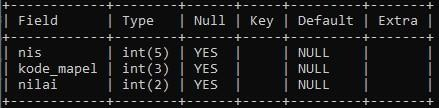 +------------+--------+------+-----+---------+-------+
| Field      | Type   | Null | Key | Default | Extra |
+------------+--------+------+-----+---------+-------+
| nis        | int(5) | YES  |     | NULL    |       |
| kode_mapel | int(3) | YES  |     | NULL    |       |
| nilai      | int(2) | YES  |     | NULL    |       |
+------------+--------+------+-----+---------+-------+